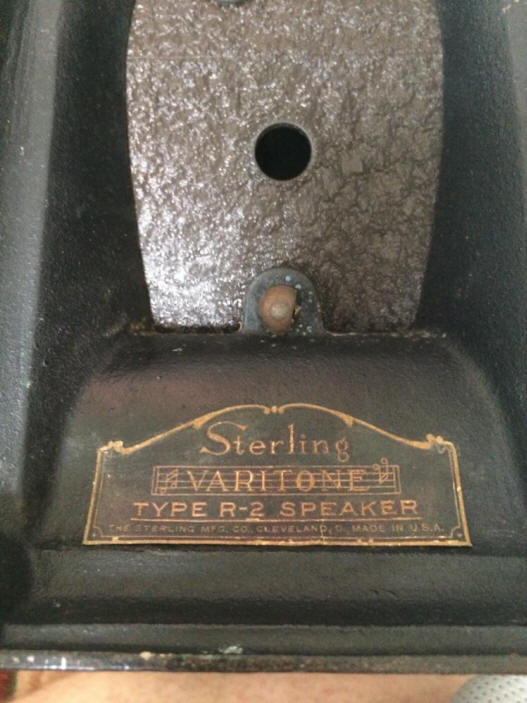 Sterling
VARITONE
TYPE R-2 SPEAKER
THE STERLING MFG. CO. CLEVELAND, O. MADE IN U.S.A.